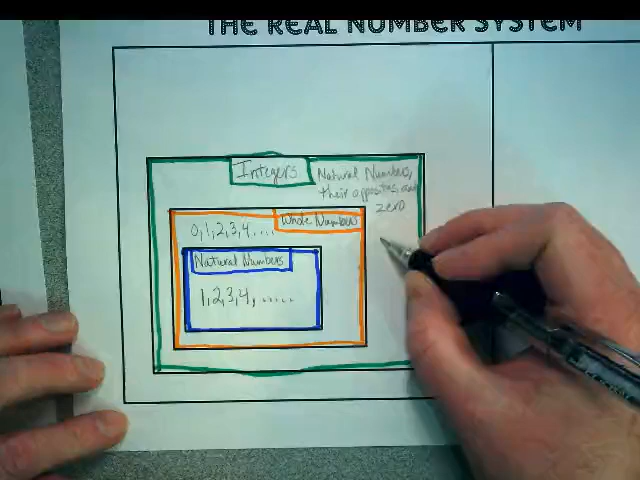 THE REAL NUMBER SYSTEM
Integers
Natural Numbers,
their opposites, and
zero
Whole Numbers
0,1,2,3,4....
Natural Numbers
1,2,3,4,.....